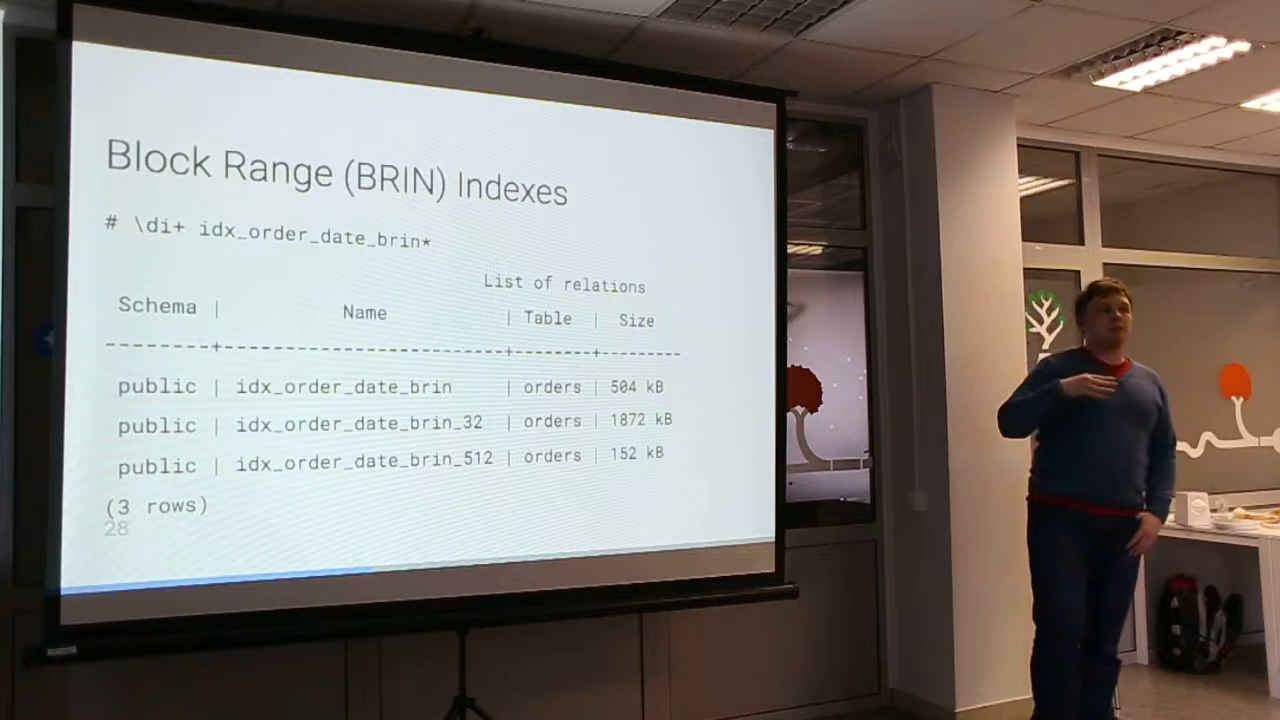 Block Range (BRIN) Indexes
# \di+ idx_order_date_brin*
List of relations
Schema | Name | Table | Size
--------+--------------------------+--------+---------
public | idx_order_date_brin | orders | 504 kB
public | idx_order_date_brin_32 | orders | 1872 kB
public | idx_order_date_brin_512 | orders | 152 kB
(3 rows)
28